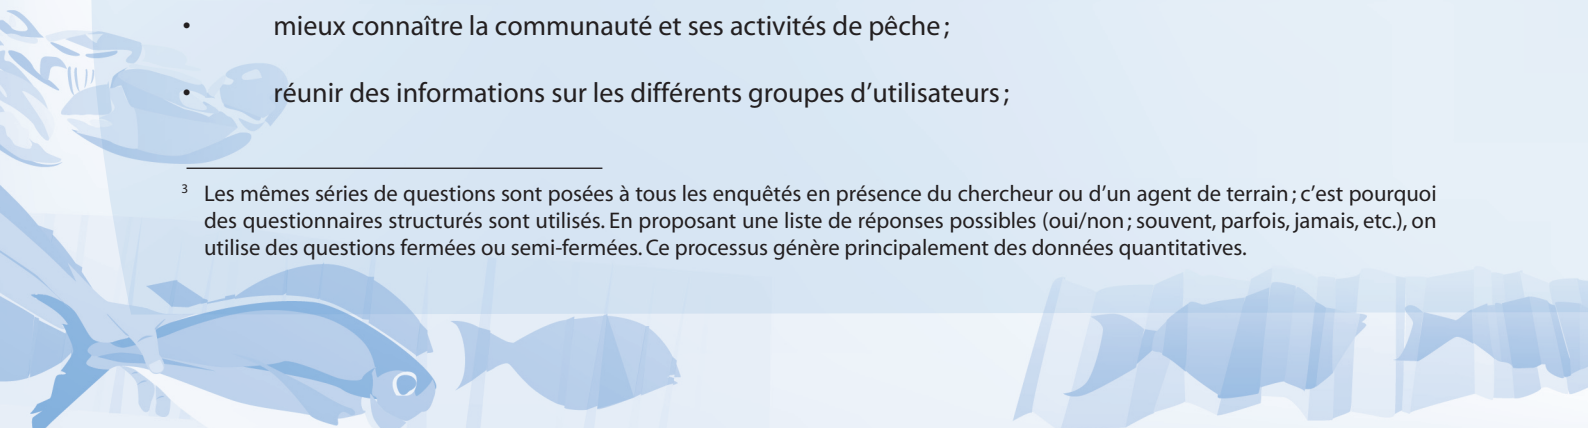 • mieux connaître la communauté et ses activités de pêche ;
• réunir des informations sur les différents groupes d’utilisateurs ;
3 Les mêmes séries de questions sont posées à tous les enquêtés en présence du chercheur ou d’un agent de terrain ; c’est pourquoi
des questionnaires structurés sont utilisés. En proposant une liste de réponses possibles (oui/non ; souvent, parfois, jamais, etc.), on
utilise des questions fermées ou semi-fermées. Ce processus génère principalement des données quantitatives.